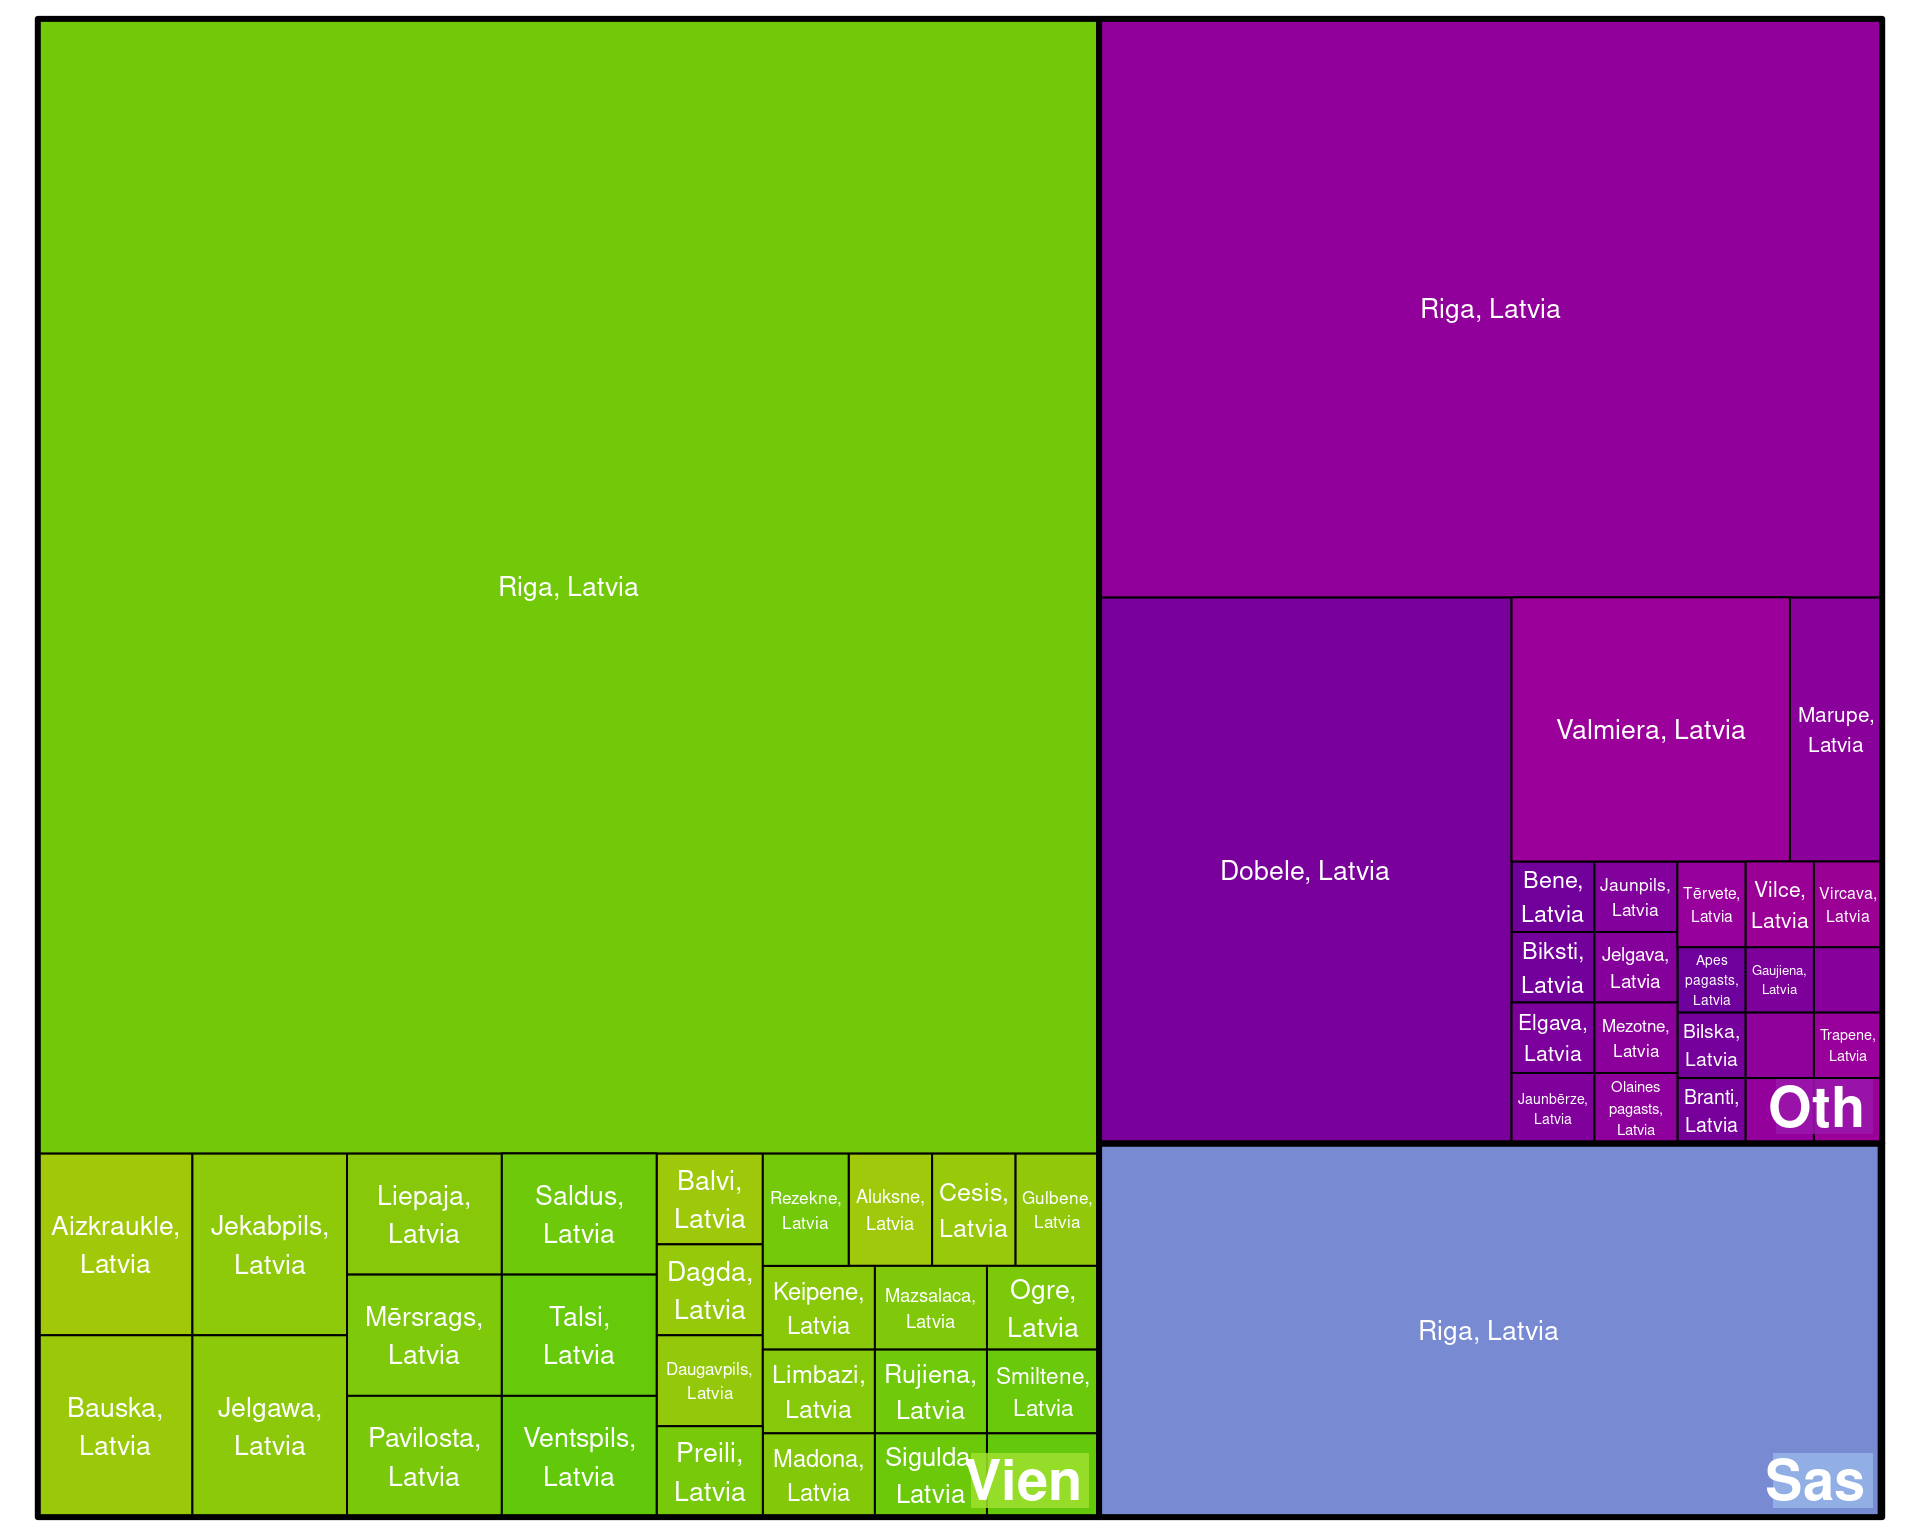 Riga, Latvia
Aizkraukle,
Latvia
Bauska,
Latvia
Jekabpils,
Latvia
Jelgawa,
Latvia
Liepaja,
Latvia
Mērsrags,
Latvia
Pavilosta,
Latvia
Saldus,
Latvia
Talsi,
Latvia
Ventspils,
Latvia
Balvi,
Latvia
Dagda,
Latvia
Daugavpils,
Latvia
Preili,
Latvia
Rezekne,
Latvia
Aluksne,
Latvia
Cesis,
Latvia
Gulbene,
Latvia
Keipene,
Latvia
Mazsalaca,
Latvia
Ogre,
Latvia
Limbazi,
Latvia
Rujiena,
Latvia
Smiltene,
Latvia
Madona,
Latvia
Sigulda,
Latvia
Vien
Riga, Latvia
Dobele, Latvia
Valmiera, Latvia
Marupe,
Latvia
Bene,
Latvia
Biksti,
Latvia
Elgava,
Latvia
Jaunbērze,
Latvia
Jaunpils,
Latvia
Jelgava,
Latvia
Mezotne,
Latvia
Olaines
pagasts,
Latvia
Tērvete,
Latvia
Vilce,
Latvia
Vircava,
Latvia
Apes
pagasts,
Latvia
Gaujiena,
Latvia
Bilska,
Latvia
Trapene,
Latvia
Branti,
Latvia
Oth
Riga, Latvia
Sas